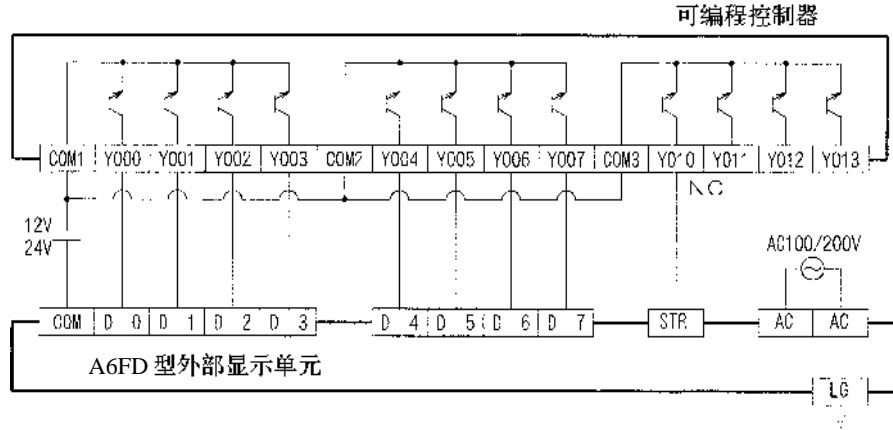 可编程控制器
COM1 Y000 Y001 Y002 Y003 COM2 Y004 Y005 Y006 Y007 COM3 Y010 Y011 Y012 Y013
NC
12V
24V
AC100/200V
COM D 0 D 1 D 2 D 3 D 4 D 5 D 6 D 7 STR AC AC
A6FD 型外部显示单元
LG